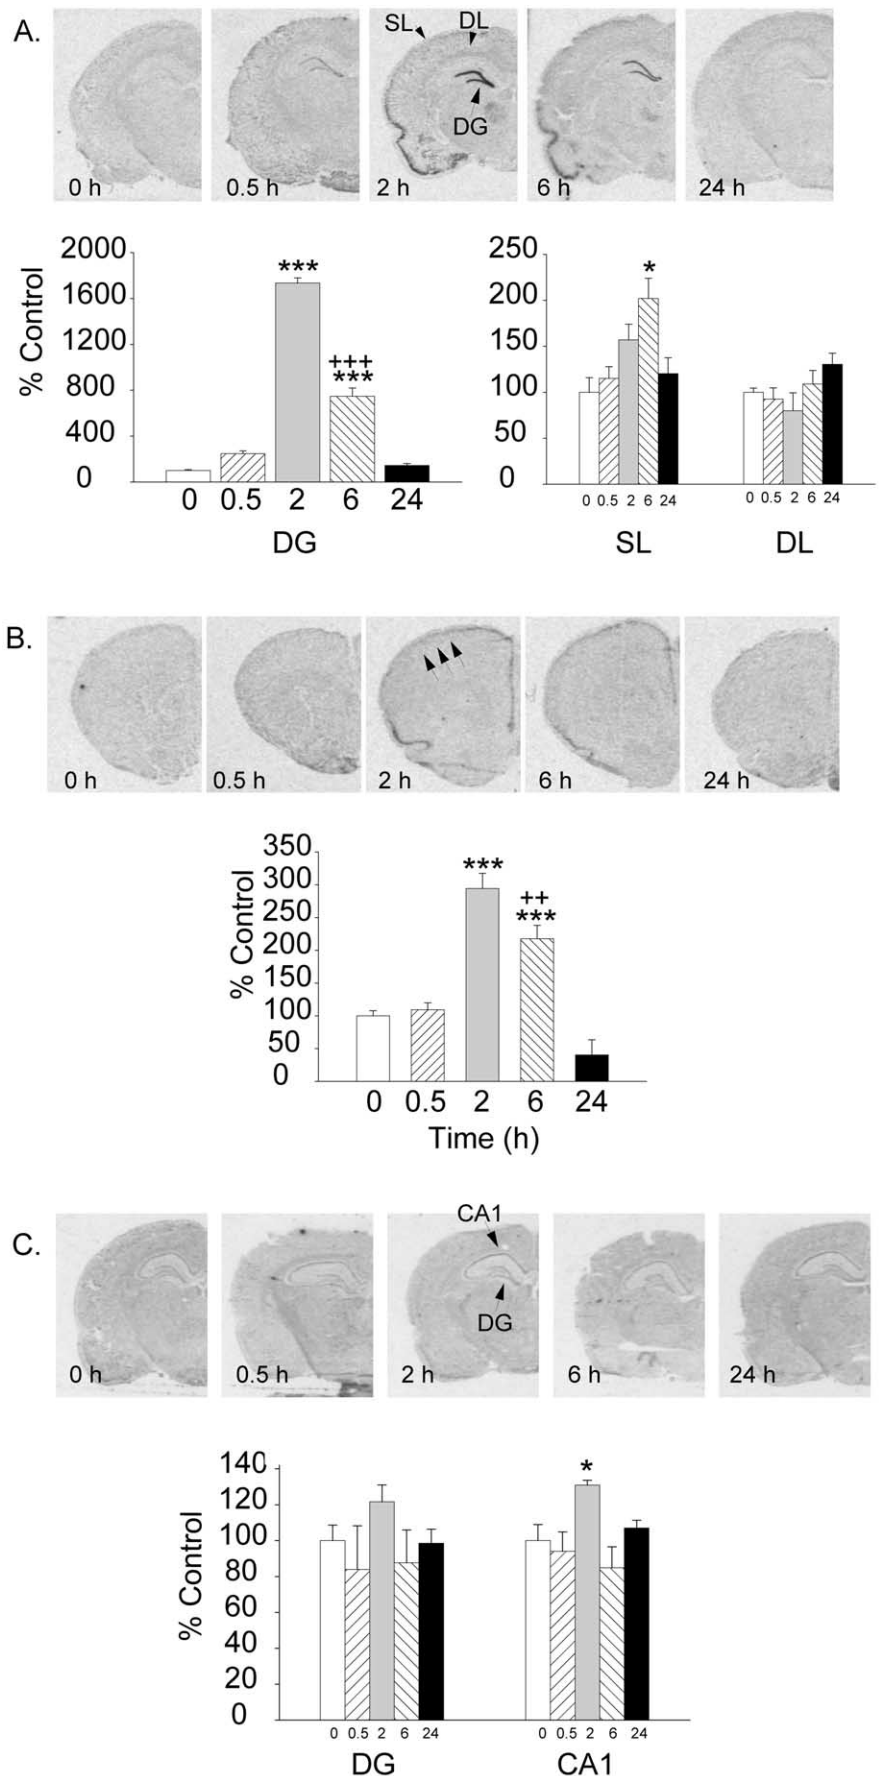 A.
SL DL
DG
0 h 0.5 h 2 h 6 h 24 h
% Control
2000
1600
1200
800
400
0
***
+++
***
0 0.5 2 6 24
DG
250
200
150
100
50
0
*
0 0.5 2 6 24 0 0.5 2 6 24
SL DL
B.
0 h 0.5 h 2 h 6 h 24 h
% Control
350
300
250
200
150
100
50
0
***
++
***
0 0.5 2 6 24
Time (h)
C.
CA1
DG
0 h 0.5 h 2 h 6 h 24 h
% Control
140
120
100
80
60
40
20
0
*
0 0.5 2 6 24 0 0.5 2 6 24
DG CA1